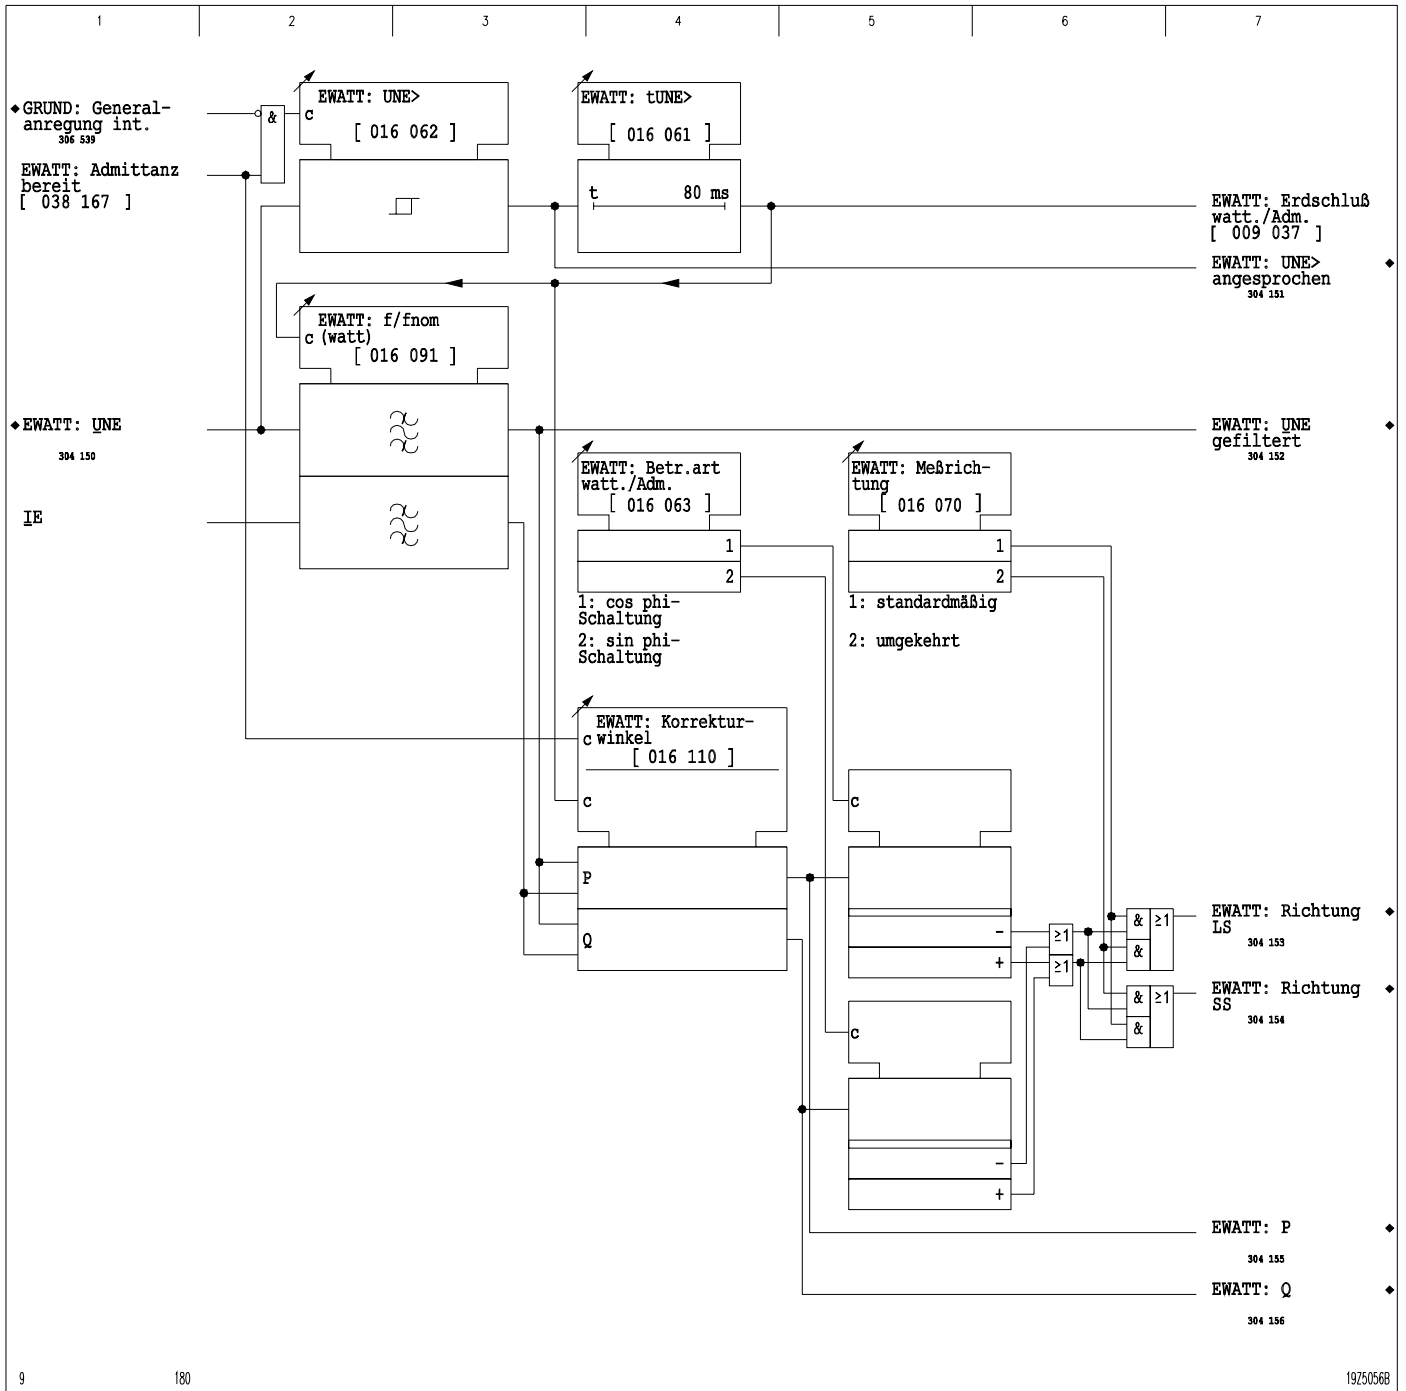 1 2 3 4 5 6 7
◆GRUND: General-
anregung int.
306 539
EWATT: Admittanz
bereit
[ 038 167 ]
&
c
EWATT: UNE>
[ 016 062 ]
EWATT: tUNE>
[ 016 061 ]
t 80 ms
EWATT: Erdschluß
watt./Adm.
[ 009 037 ]
EWATT: UNE> ◆
angesprochen
304 151
EWATT: f/fnom
c (watt)
[ 016 091 ]
◆EWATT: UNE
304 150
IE
EWATT: UNE ◆
gefiltert
304 152
EWATT: Betr.art
watt./Adm.
[ 016 063 ]
1
2
1: cos phi-
Schaltung
2: sin phi-
Schaltung
EWATT: Meßrich-
tung
[ 016 070 ]
1
2
1: standardmäßig
2: umgekehrt
EWATT: Korrektur-
c winkel
[ 016 110 ]
c
P
Q
c
-
+
c
-
+
≥1
≥1
& ≥1
&
& ≥1
&
EWATT: Richtung ◆
LS
304 153
EWATT: Richtung ◆
SS
304 154
EWATT: P ◆
304 155
EWATT: Q ◆
304 156
9 180 19Z5056B